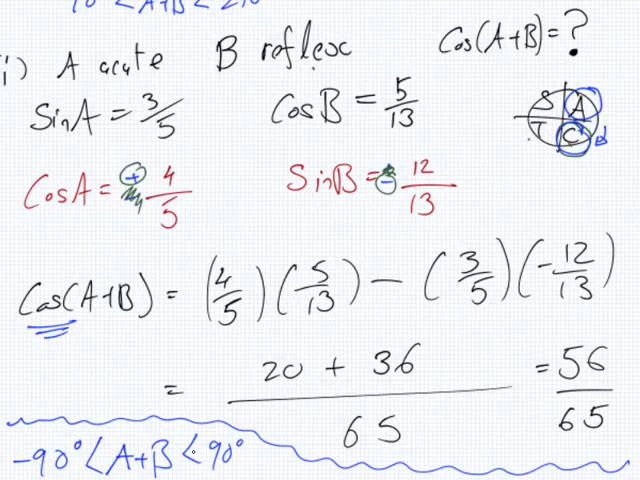 <A+B<
i) A acute B reflex Cos(A+B)=?
SinA = 3/5 CosB = 5/13
S A
T C B
CosA = + 4/5 SinB = - 12/13
Cos(A+B) = (4/5)(5/13) - (3/5)(-12/13)
= 20 + 36 / 65 = 56/65
-90° < A+B < 90°